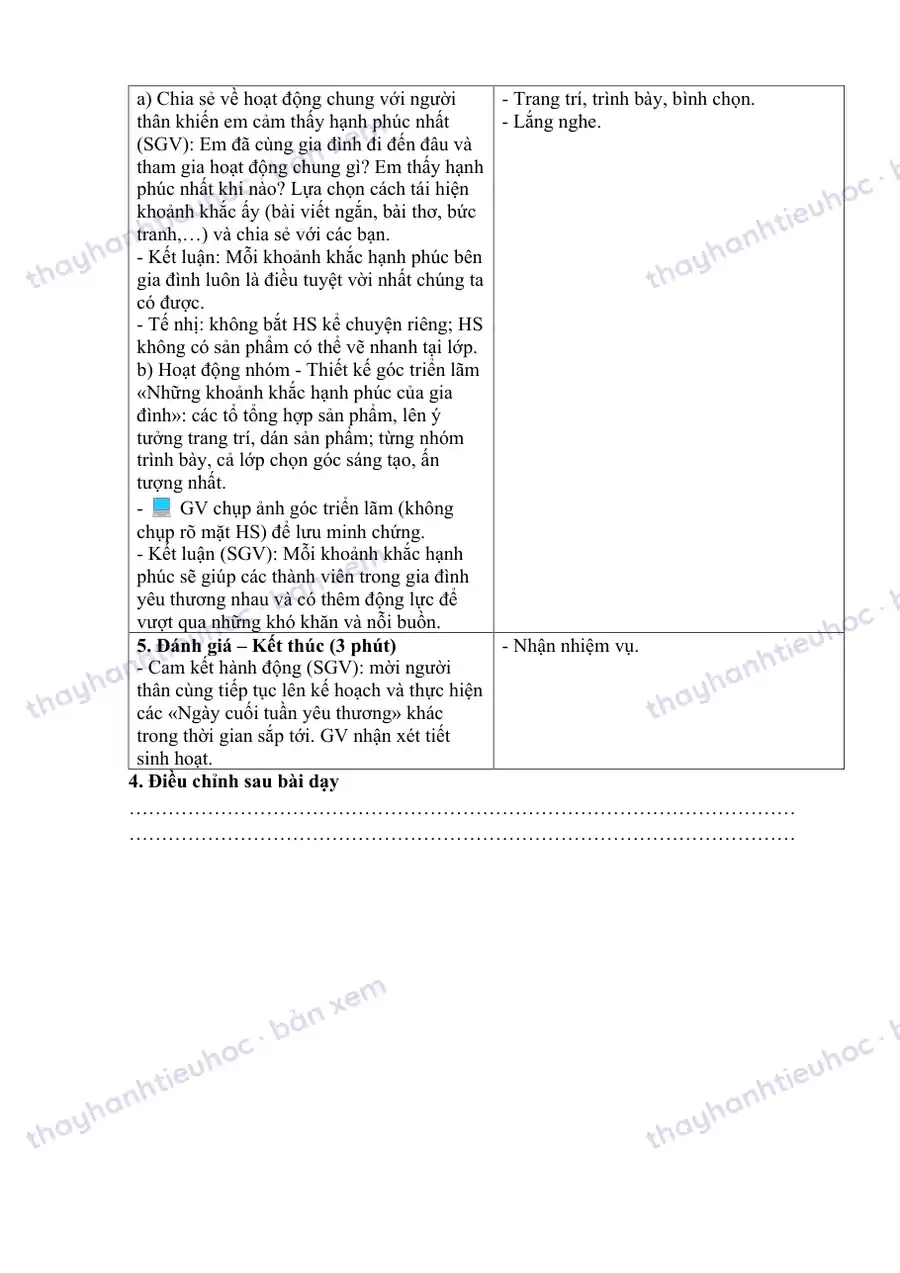 a) Chia sẻ về hoạt động chung với người
thân khiến em cảm thấy hạnh phúc nhất
(SGV): Em đã cùng gia đình đi đến đâu và
tham gia hoạt động chung gì? Em thấy hạnh
phúc nhất khi nào? Lựa chọn cách tái hiện
khoảnh khắc ấy (bài viết ngắn, bài thơ, bức
tranh,…) và chia sẻ với các bạn.
- Kết luận: Mỗi khoảnh khắc hạnh phúc bên
gia đình luôn là điều tuyệt vời nhất chúng ta
có được.
- Tế nhị: không bắt HS kể chuyện riêng; HS
không có sản phẩm có thể vẽ nhanh tại lớp.
b) Hoạt động nhóm - Thiết kế góc triển lãm
«Những khoảnh khắc hạnh phúc của gia
đình»: các tổ tổng hợp sản phẩm, lên ý
tưởng trang trí, dán sản phẩm; từng nhóm
trình bày, cả lớp chọn góc sáng tạo, ấn
tượng nhất.
- GV chụp ảnh góc triển lãm (không
chụp rõ mặt HS) để lưu minh chứng.
- Kết luận (SGV): Mỗi khoảnh khắc hạnh
phúc sẽ giúp các thành viên trong gia đình
yêu thương nhau và có thêm động lực để
vượt qua những khó khăn và nỗi buồn.
- Trang trí, trình bày, bình chọn.
- Lắng nghe.
5. Đánh giá – Kết thúc (3 phút)
- Cam kết hành động (SGV): mời người
thân cùng tiếp tục lên kế hoạch và thực hiện
các «Ngày cuối tuần yêu thương» khác
trong thời gian sắp tới. GV nhận xét tiết
sinh hoạt.
- Nhận nhiệm vụ.
4. Điều chỉnh sau bài dạy
……………………………………………………………………………………………
……………………………………………………………………………………………
thayhanhtieuhoc · bản xem
thayhanhtieuhoc · b
thayhanhtieuhoc · bản xem
thayhanhtieuhoc · b
thayhanhtieuhoc · bản xem
thayhanhtieuhoc · b